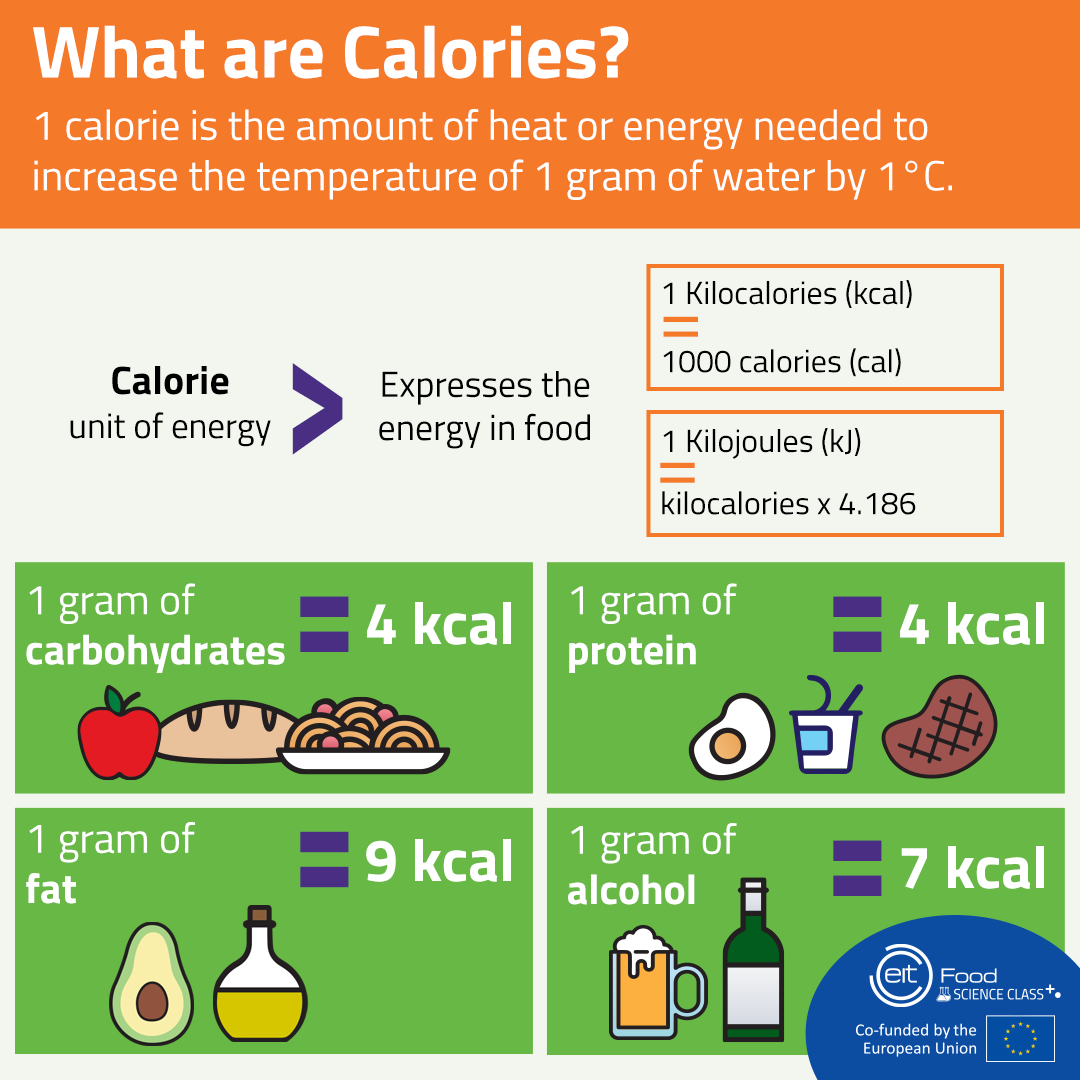 What are Calories?
1 calorie is the amount of heat or energy needed to
increase the temperature of 1 gram of water by 1°C.
Calorie
unit of energy
>
Expresses the
energy in food
1 Kilocalories (kcal)
=
1000 calories (cal)
1 Kilojoules (kJ)
=
kilocalories x 4.186
1 gram of
carbohydrates
= 4 kcal
1 gram of
protein
= 4 kcal
1 gram of
fat
= 9 kcal
1 gram of
alcohol
= 7 kcal
eit Food
SCIENCE CLASS+
Co-funded by the
European Union